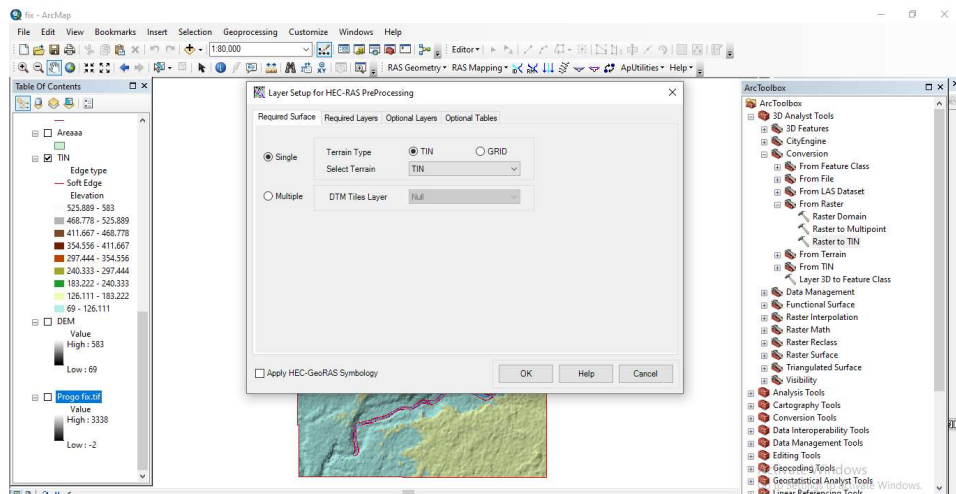 fix - ArcMap
File Edit View Bookmarks Insert Selection Geoprocessing Customize Windows Help
1:80.000
Editor
RAS Geometry RAS Mapping ApUtilities Help
Table Of Contents
Areaaa
TIN
Edge type
Soft Edge
Elevation
525.889 - 583
468.778 - 525.889
411.667 - 468.778
354.556 - 411.667
297.444 - 354.556
240.333 - 297.444
183.222 - 240.333
126.111 - 183.222
69 - 126.111
DEM
Value
High : 583
Low : 69
Progo fix.tif
Value
High : 3338
Low : -2
Layer Setup for HEC-RAS PreProcessing
Required Surface Required Layers Optional Layers Optional Tables
Single
Terrain Type TIN GRID
Select Terrain TIN
Multiple DTM Tiles Layer Null
Apply HEC-GeoRAS Symbology
OK Help Cancel
ArcToolbox
ArcToolbox
3D Analyst Tools
3D Features
CityEngine
Conversion
From Feature Class
From File
From LAS Dataset
From Raster
Raster Domain
Raster to Multipoint
Raster to TIN
From Terrain
From TIN
Layer 3D to Feature Class
Data Management
Functional Surface
Raster Interpolation
Raster Math
Raster Reclass
Raster Surface
Triangulated Surface
Visibility
Analysis Tools
Cartography Tools
Conversion Tools
Data Interoperability Tools
Data Management Tools
Editing Tools
Geocoding Tools
Geostatistical Analyst Tools
Linear Referencing Tools
Activate Windows
to activate Windows.